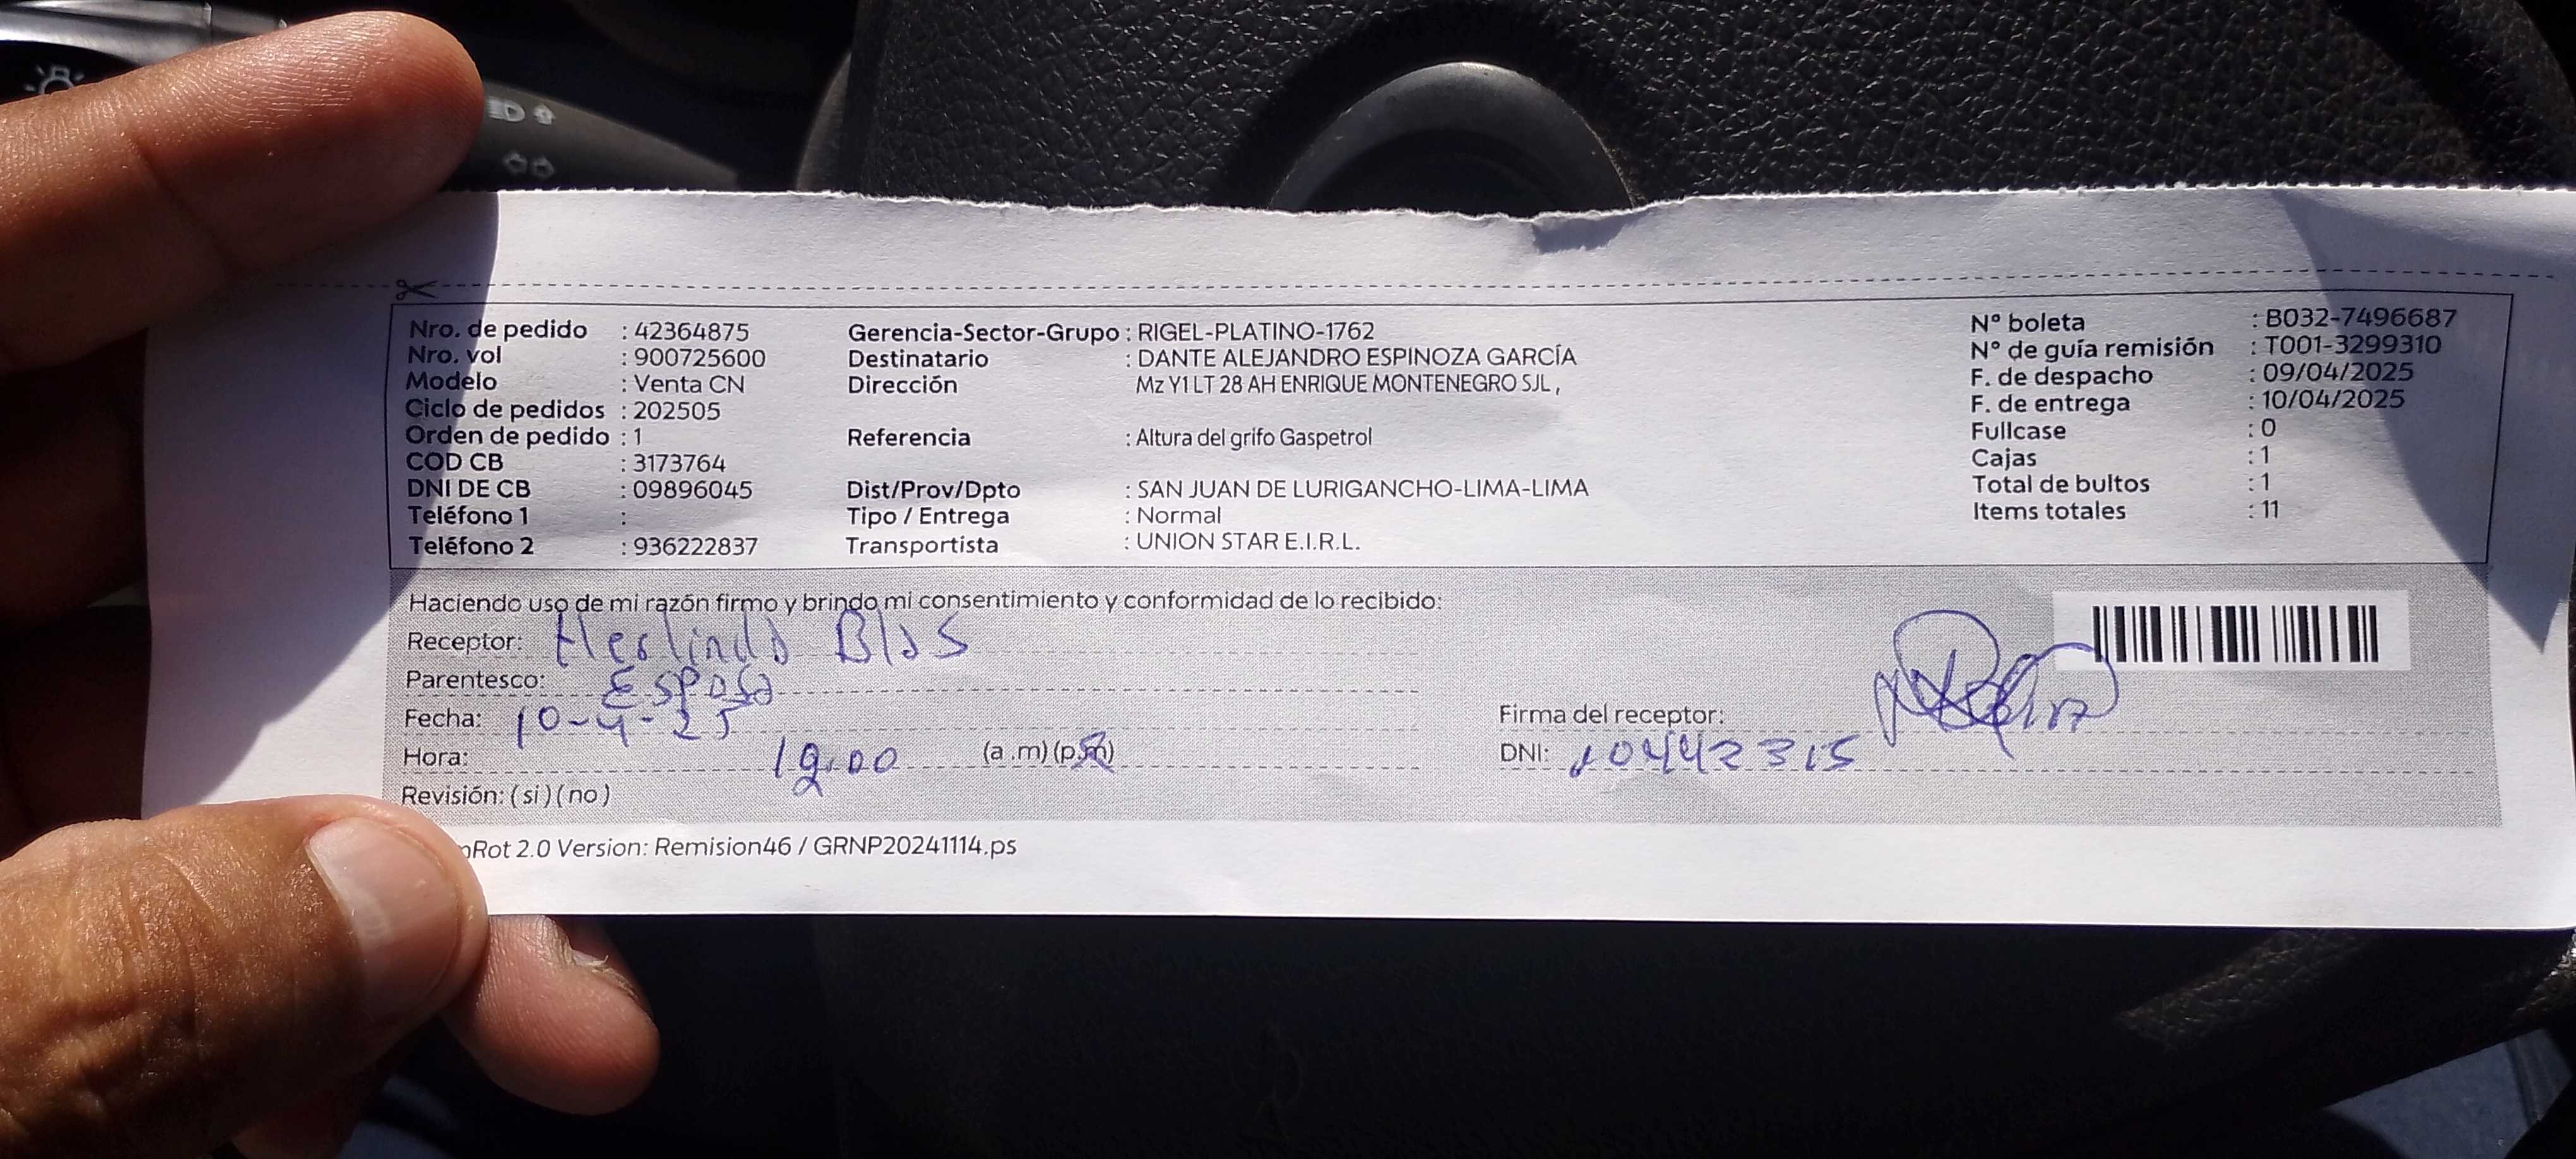 Nro. de pedido : 42364875
Nro. vol : 900725600
Modelo : Venta CN
Ciclo de pedidos : 202505
Orden de pedido : 1
COD CB : 3173764
DNI DE CB : 09896045
Teléfono 1 :
Teléfono 2 : 936222837
Gerencia-Sector-Grupo : RIGEL-PLATINO-1762
Destinatario : DANTE ALEJANDRO ESPINOZA GARCÍA
Dirección Mz Y1 LT 28 AH ENRIQUE MONTENEGRO SJL ,
Referencia : Altura del grifo Gaspetrol
Dist/Prov/Dpto : SAN JUAN DE LURIGANCHO-LIMA-LIMA
Tipo / Entrega : Normal
Transportista : UNION STAR E.I.R.L.
N° boleta : B032-7496687
N° de guía remisión : T001-3299310
F. de despacho : 09/04/2025
F. de entrega : 10/04/2025
Fullcase : 0
Cajas : 1
Total de bultos : 1
Items totales : 11
Haciendo uso de mi razón firmo y brindo mi consentimiento y conformidad de lo recibido:
Receptor: Herlinda Blas
Parentesco: Esposa
Fecha: 10-4-25
Hora: :00 (a .m) (p.m)
Revisión: ( si ) ( no )
Firma del receptor:
DNI: 10442315
nRot 2.0 Version: Remision46 / GRNP20241114.ps